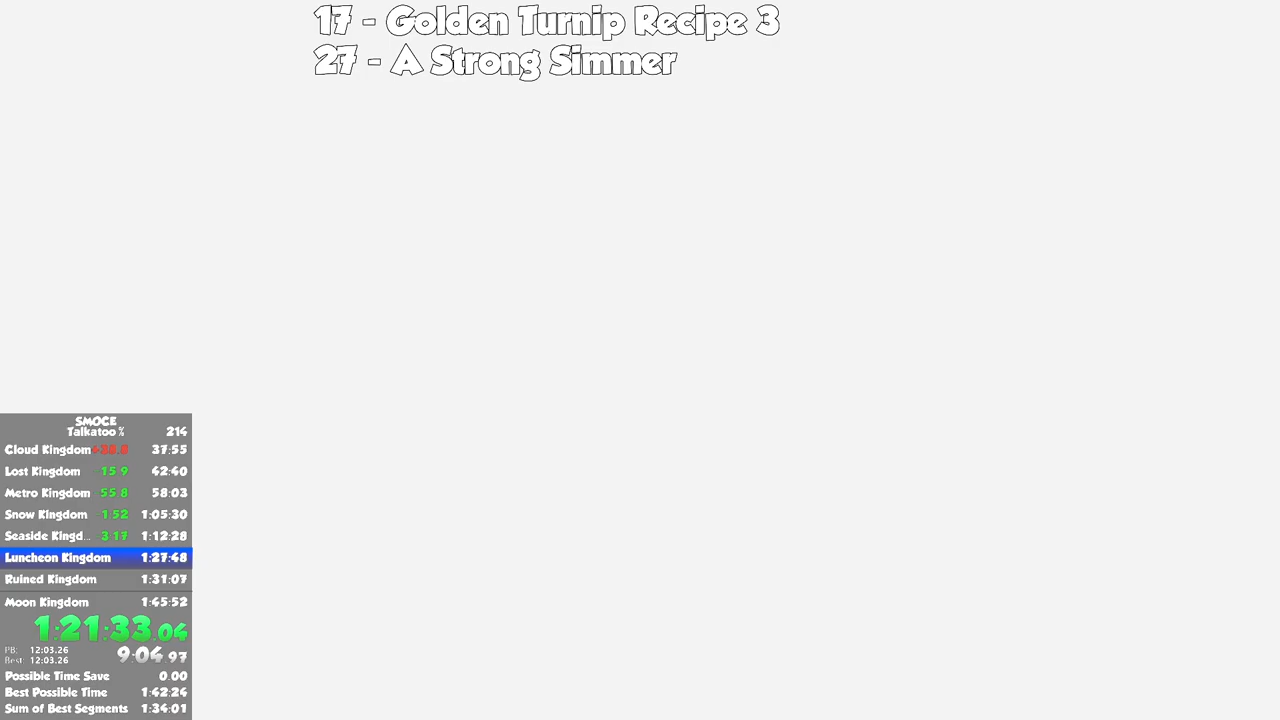 17 - Golden Turnip Recipe 3
27 - A Strong Simmer
SMOCE
Talkatoo% 214
Cloud Kingdom +38.8 37:55
Lost Kingdom 15.9 42:40
Metro Kingdom 55.8 58:03
Snow Kingdom 1:52 1:05:30
Seaside Kingd... 3:17 1:12:28
Luncheon Kingdom 1:27:48
Ruined Kingdom 1:31:07
Moon Kingdom 1:45:52
1:21:33.04
PB: 12:03.26
Best: 12:03.26
9:04.97
Possible Time Save 0.00
Best Possible Time 1:42:24
Sum of Best Segments 1:34:01